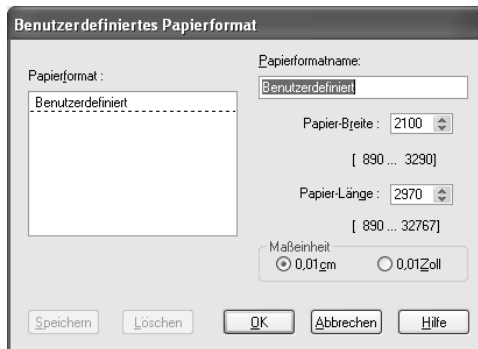 Benutzerdefiniertes Papierformat
Papierformat :
Benutzerdefiniert
Papierformatname:
Benutzerdefiniert
Papier-Breite : 2100
[ 890 ... 3290]
Papier-Länge : 2970
[ 890 ... 32767]
Maßeinheit
0,01cm 0,01Zoll
Speichern Löschen OK Abbrechen Hilfe